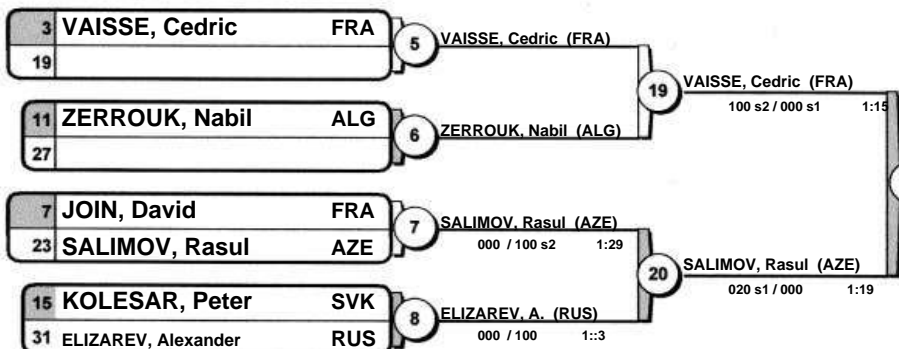 3 VAISSE, Cedric FRA
19
5
VAISSE, Cedric (FRA)
11 ZERROUK, Nabil ALG
27
6
ZERROUK, Nabil (ALG)
19
VAISSE, Cedric (FRA)
100 s2 / 000 s1 1:15
7 JOIN, David FRA
23 SALIMOV, Rasul AZE
7
SALIMOV, Rasul (AZE)
000 / 100 s2 1:29
15 KOLESAR, Peter SVK
31 ELIZAREV, Alexander RUS
8
ELIZAREV, A. (RUS)
000 / 100 1::3
20
SALIMOV, Rasul (AZE)
020 s1 / 000 1:19